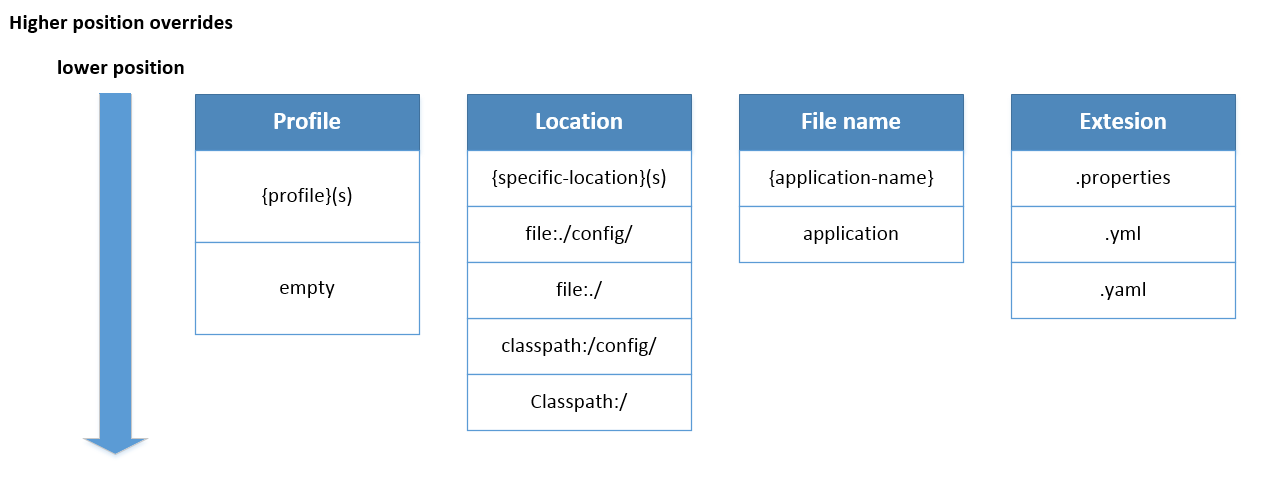 Higher position overrides
lower position
Profile
{profile}(s)
empty
Location
{specific-location}(s)
file:./config/
file:./
classpath:/config/
Classpath:/
File name
{application-name}
application
Extesion
.properties
.yml
.yaml